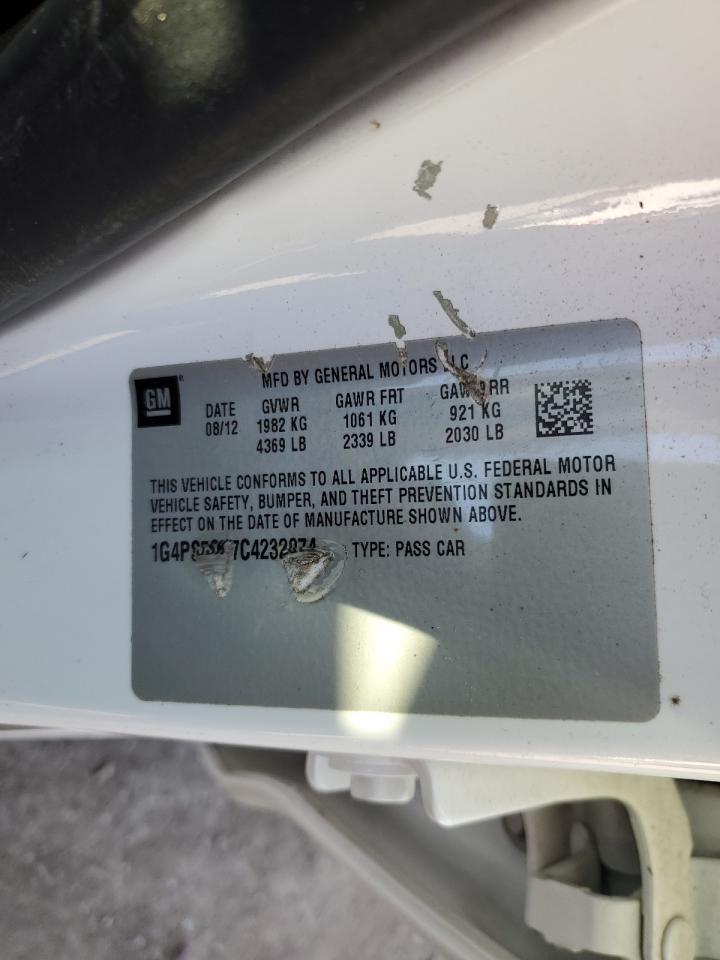 GM
MFD BY GENERAL MOTORS LLC
DATE GVWR GAWR FRT RR
08/12 1982 KG 1061 KG 921 KG
4369 LB 2339 LB 2030 LB
THIS VEHICLE CONFORMS TO ALL APPLICABLE U.S. FEDERAL MOTOR
VEHICLE SAFETY, BUMPER, AND THEFT PREVENTION STANDARDS IN
EFFECT ON THE DATE OF MANUFACTURE SHOWN ABOVE.
TYPE: PASS CAR